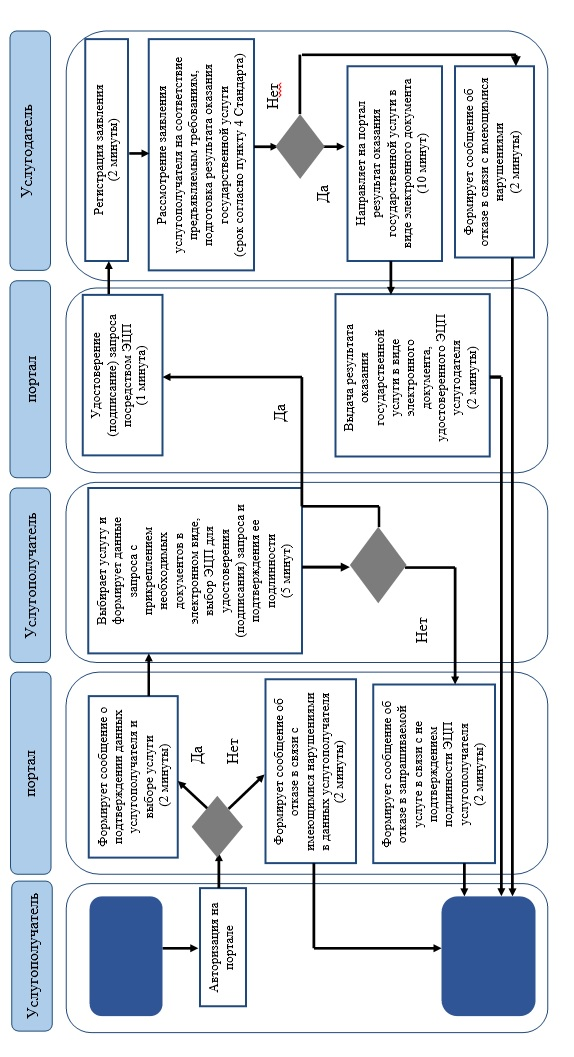 Услугополучатель
портал
Услугополучатель
портал
Услугодатель
Авторизация на
портале
Формирует сообщение о
подтверждении данных
услугополучателя и
выборе услуги
(2 минуты)
Да
Нет
Формирует сообщение об
отказе в связи с
имеющимися нарушениями
в данных услугополучателя
(2 минуты)
Формирует сообщение об
отказе в запрашиваемой
услуге в связи с не
подтверждением
подлинности ЭЦП
услугополучателя
(2 минуты)
Выбирает услугу и
формирует данные
запроса с
прикреплением
необходимых
документов в
электронном виде,
выбор ЭЦП для
удостоверения
(подписания) запроса и
подтверждения ее
подлинности
(5 минут)
Нет
Да
Удостоверение
(подписание) запроса
посредством ЭЦП
(1 минута)
Выдача результата
оказания
государственной
услуги в виде
электронного
документа,
удостоверенного ЭЦП
услугодателя
(2 минуты)
Регистрация заявления
(2 минуты)
Рассмотрение заявления
услугополучателя на соответствие
предъявляемым требованиям,
подготовка результата оказания
государственной услуги
(срок согласно пункту 4 Стандарта)
Нет
Да
Направляет на портал
результат оказания
государственной услуги в
виде электронного документа
(10 минут)
Формирует сообщение об
отказе в связи с имеющимися
нарушениями
(2 минуты)